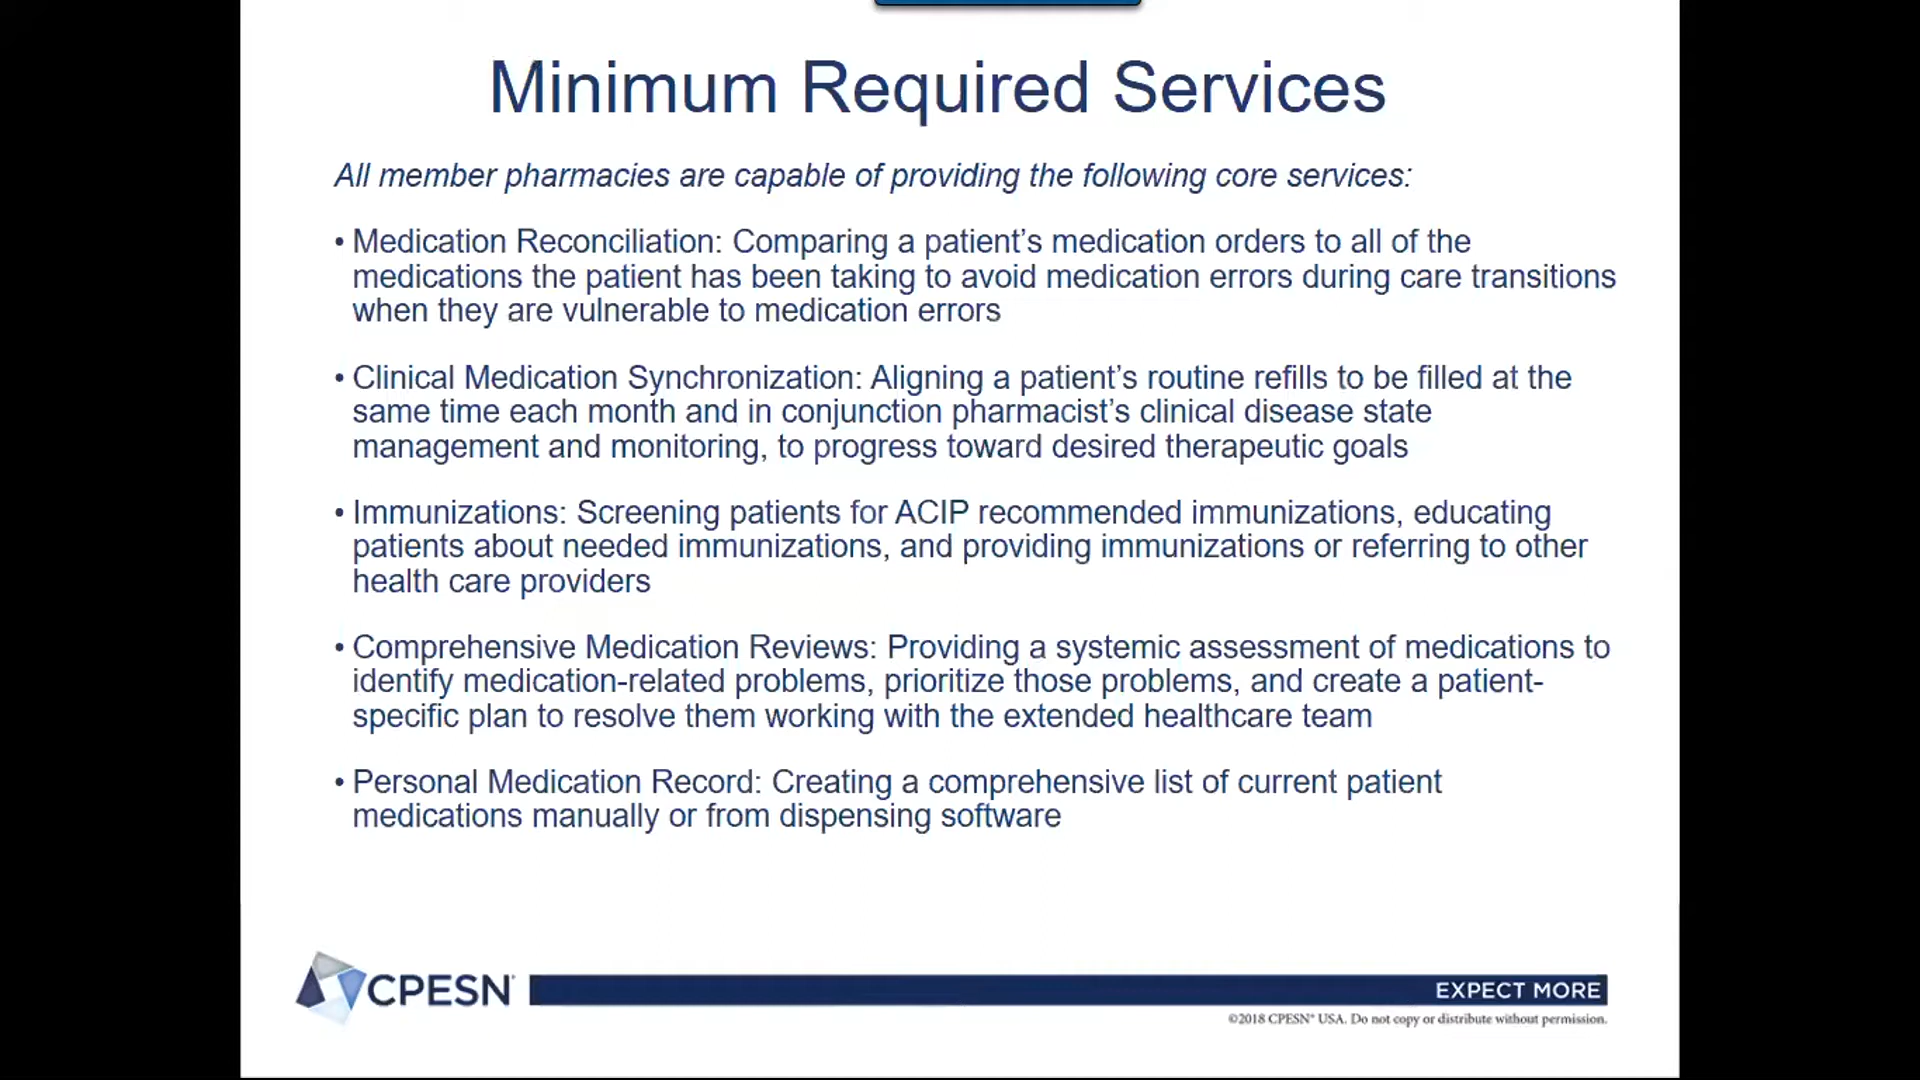 Minimum Required Services
All member pharmacies are capable of providing the following core services:
• Medication Reconciliation: Comparing a patient’s medication orders to all of the
medications the patient has been taking to avoid medication errors during care transitions
when they are vulnerable to medication errors
• Clinical Medication Synchronization: Aligning a patient’s routine refills to be filled at the
same time each month and in conjunction pharmacist’s clinical disease state
management and monitoring, to progress toward desired therapeutic goals
• Immunizations: Screening patients for ACIP recommended immunizations, educating
patients about needed immunizations, and providing immunizations or referring to other
health care providers
• Comprehensive Medication Reviews: Providing a systemic assessment of medications to
identify medication-related problems, prioritize those problems, and create a patient-
specific plan to resolve them working with the extended healthcare team
• Personal Medication Record: Creating a comprehensive list of current patient
medications manually or from dispensing software
CPESN®
EXPECT MORE
©2018 CPESN® USA. Do not copy or distribute without permission.